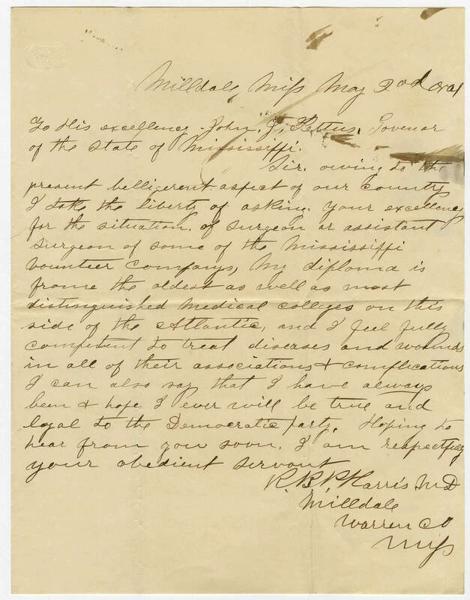 Milldale, Miss May 2nd 1861
To His excellency, John, J, Pettus, Govenor
of the State of Mississippi.
Sir. owing to the
present bellicerent aspect of our country
I take the liberty of asking your excellency
for the situation of Surgeon or assistant
Surgeon of some of the Mississippi
Volunteer Companys, My diploma is
frome the oldest as well as most
distinguished Medical Colleges on this
side of the Atlantic, and I feel fully
competent to treat diseases and wounds
in all of their associations & complications
I can also say that I have always
been & hope I ever will be true and
loyal to the Democratic party. Hoping to
hear from you soon, I am respectfuly
your obedient servant
R. B. P. Harris M D
Milldale
Warren Co
Miss